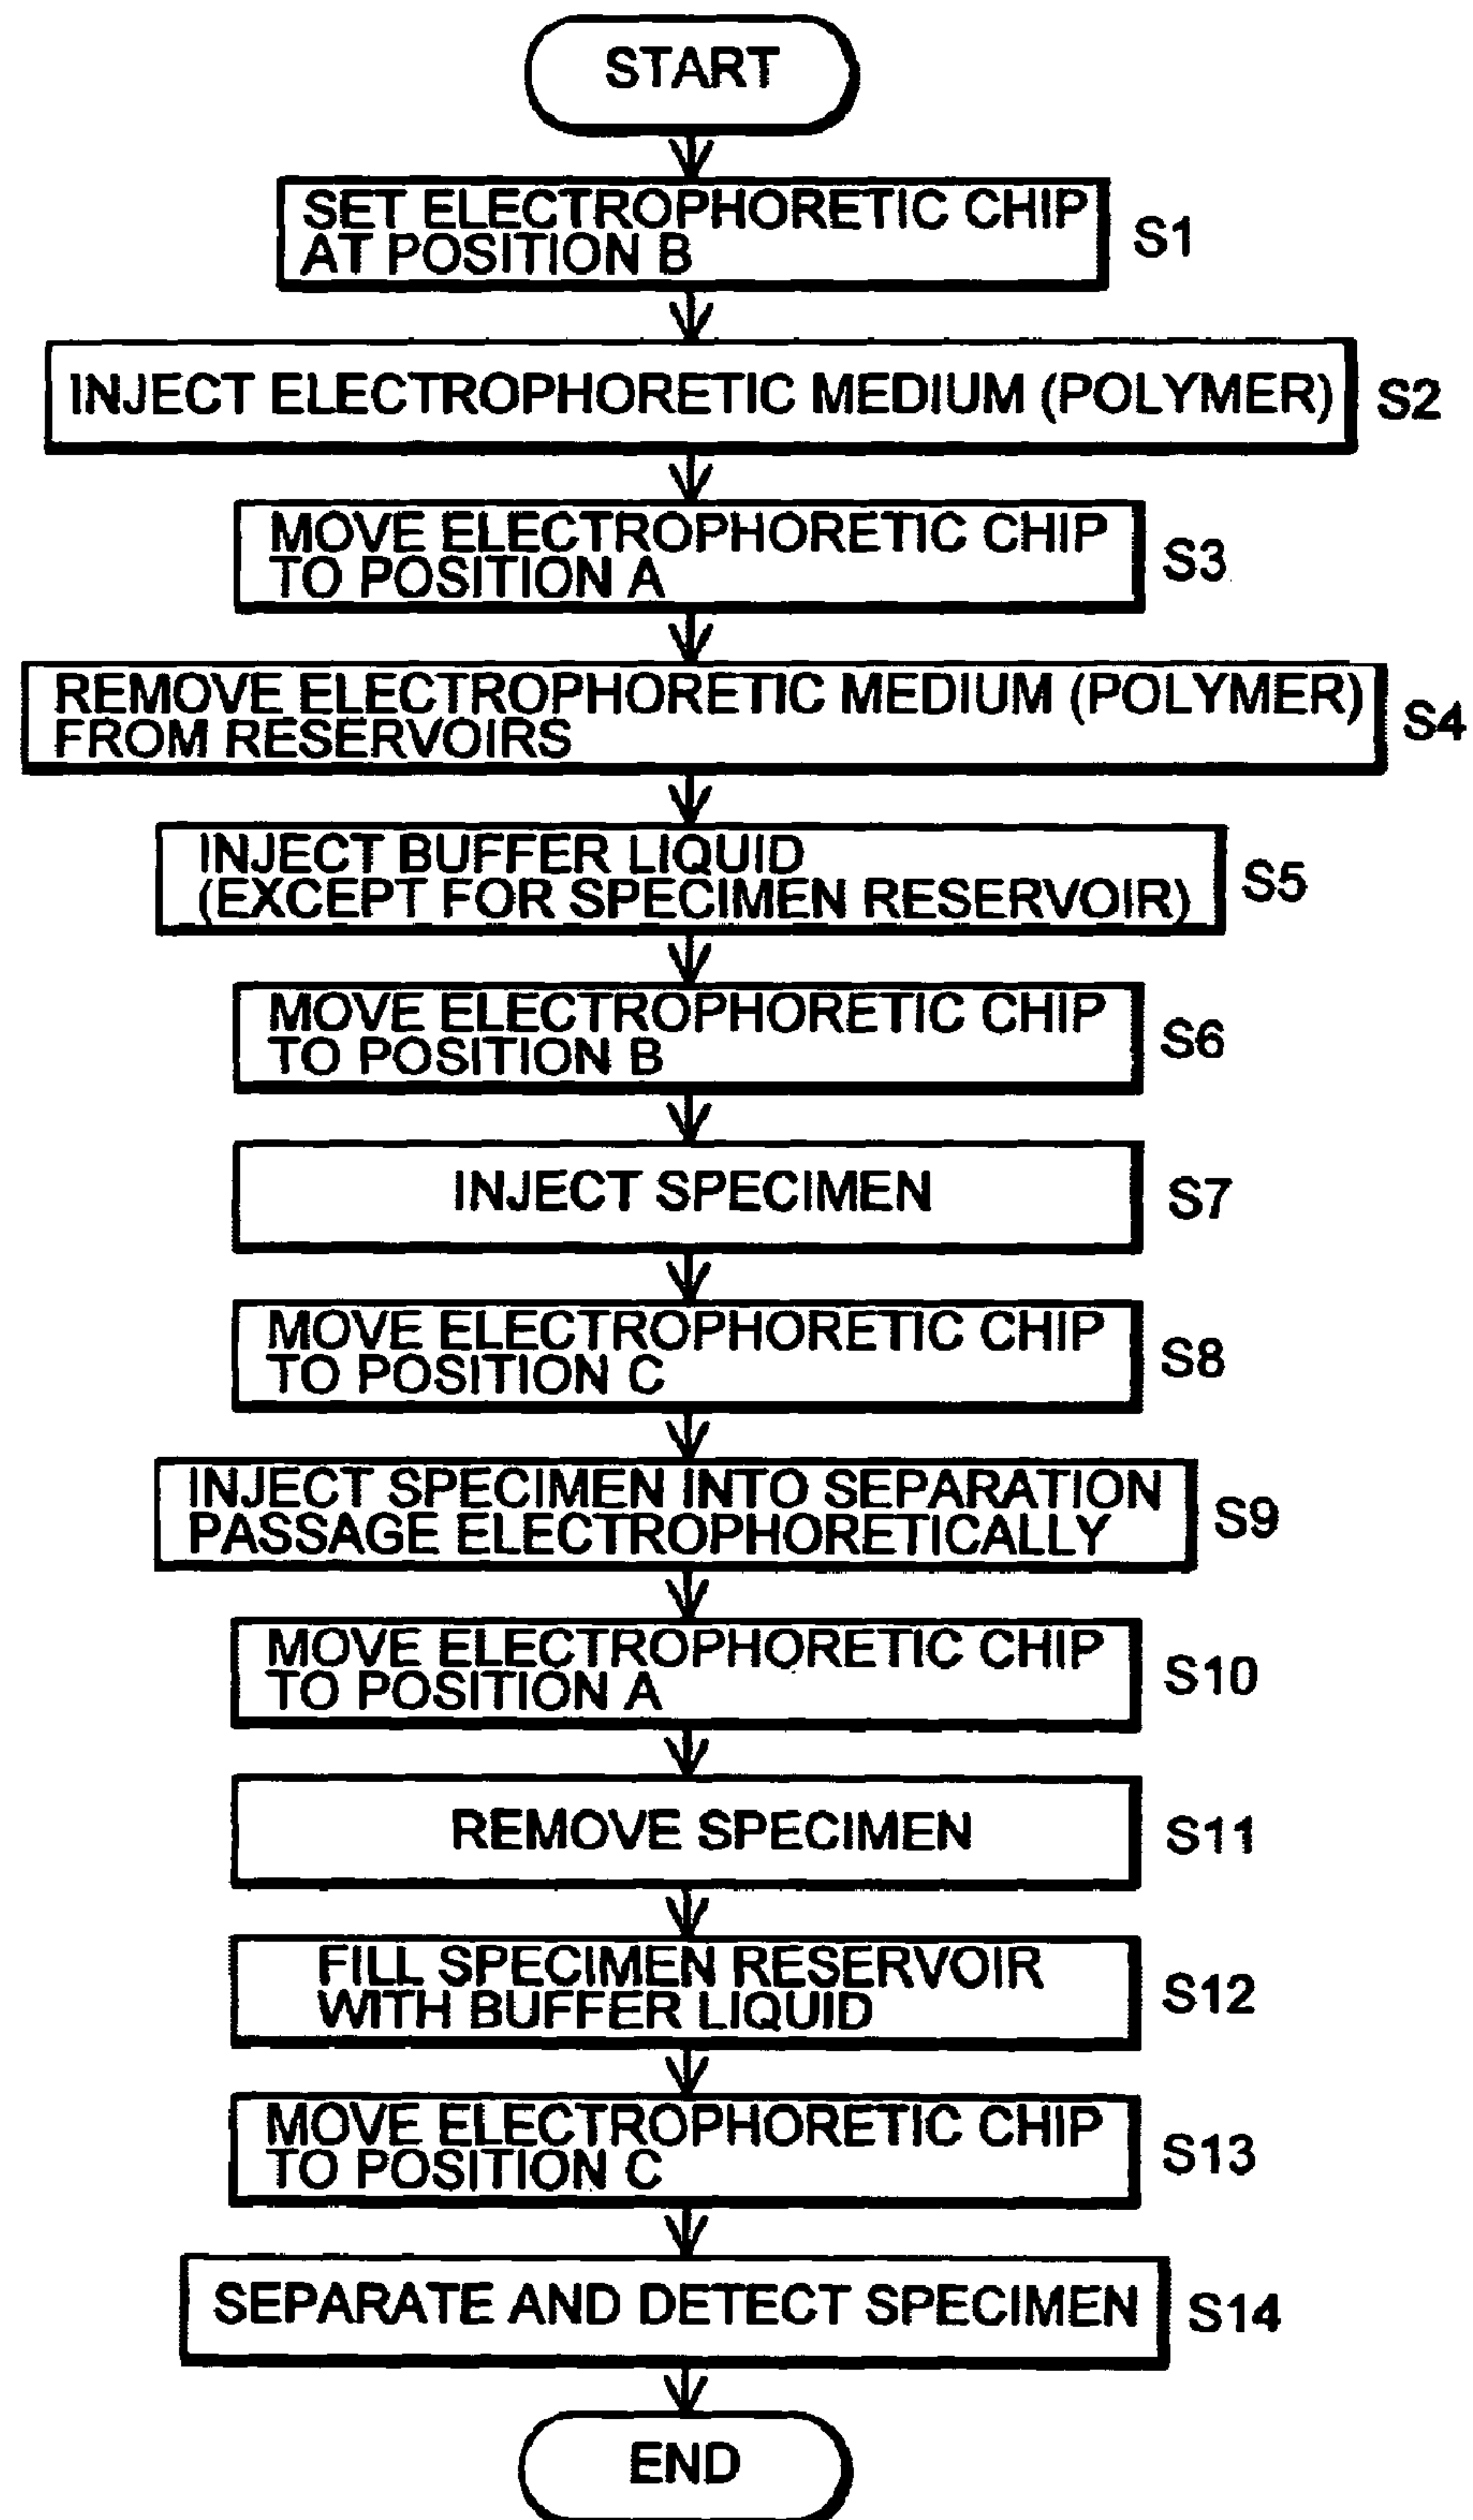 START
SET ELECTROPHORETIC CHIP
AT POSITION B
S1
INJECT ELECTROPHORETIC MEDIUM (POLYMER)
S2
MOVE ELECTROPHORETIC CHIP
TO POSITION A
S3
REMOVE ELECTROPHORETIC MEDIUM (POLYMER)
FROM RESERVOIRS
S4
INJECT BUFFER LIQUID
(EXCEPT FOR SPECIMEN RESERVOIR)
S5
MOVE ELECTROPHORETIC CHIP
TO POSITION B
S6
INJECT SPECIMEN
S7
MOVE ELECTROPHORETIC CHIP
TO POSITION C
S8
INJECT SPECIMEN INTO SEPARATION
PASSAGE ELECTROPHORETICALLY
S9
MOVE ELECTROPHORETIC CHIP
TO POSITION A
S10
REMOVE SPECIMEN
S11
FILL SPECIMEN RESERVOIR
WITH BUFFER LIQUID
S12
MOVE ELECTROPHORETIC CHIP
TO POSITION C
S13
SEPARATE AND DETECT SPECIMEN
S14
END